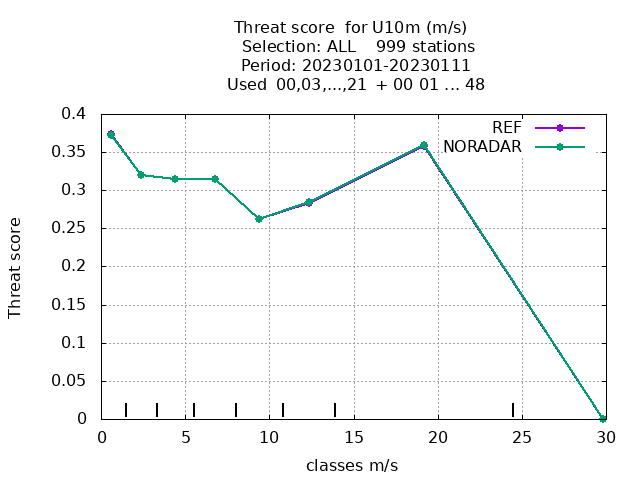 Threat score for U10m (m/s)
Selection: ALL 999 stations
Period: 20230101-20230111
Used 00,03,...,21 + 00 01 ... 48
REF
NORADAR
0.4
0.35
0.3
0.25
0.2
0.15
0.1
0.05
0
Threat score
0 5 10 15 20 25 30
classes m/s